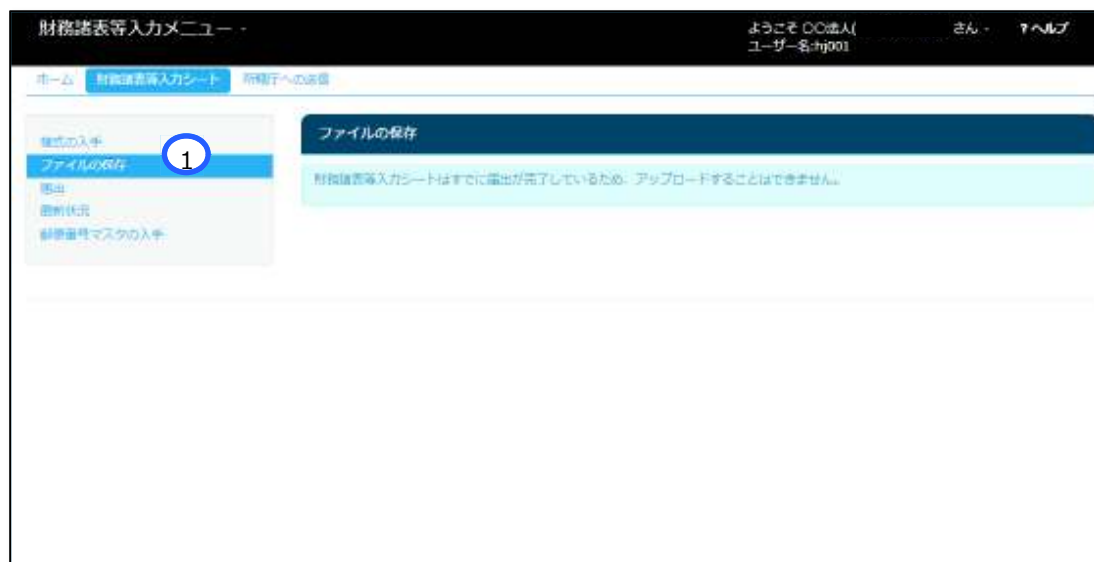 財務諸表等入力メニュー -
ようこそ 〇〇法人( さん -
?ヘルプ
ユーザー名:hj001
ホーム 財務諸表等入力シート 所轄庁への送信
様式の入手
ファイルの保存
1
届出
最新状況
郵便番号マスタの入手
ファイルの保存
財務諸表等入力シートはすでに届出が完了しているため、アップロードすることはできません。